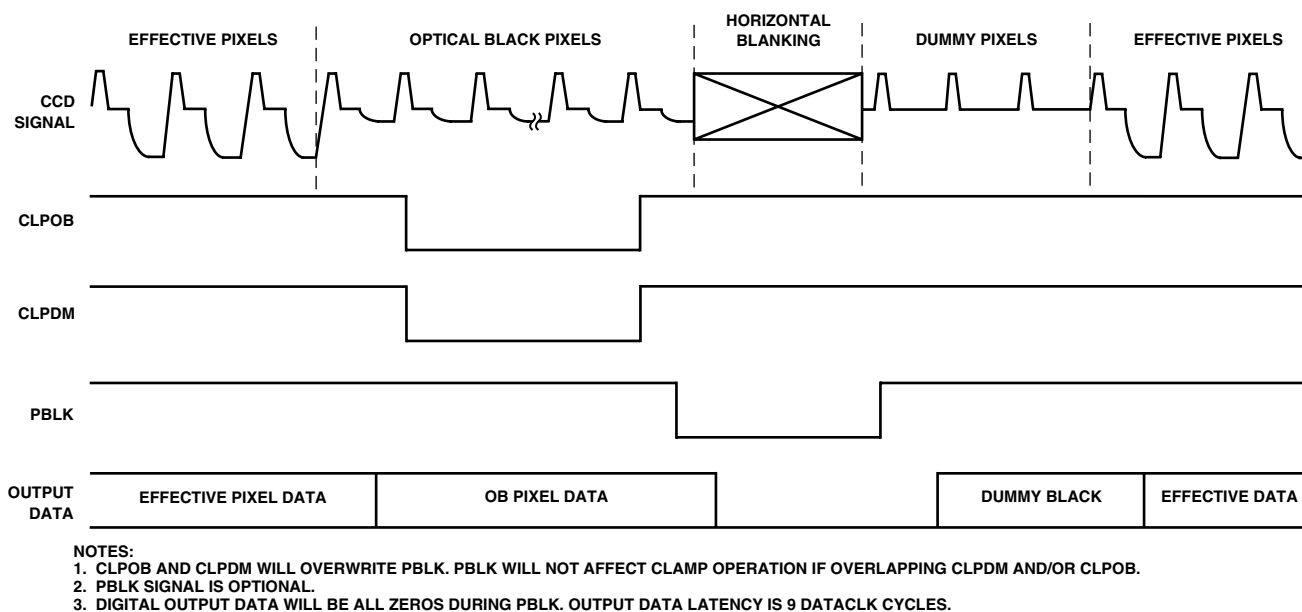 HORIZONTAL
BLANKING
EFFECTIVE PIXELS
OPTICAL BLACK PIXELS
DUMMY PIXELS
EFFECTIVE PIXELS
CCD
SIGNAL
CLPOB
CLPDM
PBLK
OUTPUT
DATA
EFFECTIVE PIXEL DATA
OB PIXEL DATA
DUMMY BLACK
EFFECTIVE DATA
NOTES:
1. CLPOB AND CLPDM WILL OVERWRITE PBLK. PBLK WILL NOT AFFECT CLAMP OPERATION IF OVERLAPPING CLPDM AND/OR CLPOB.
2. PBLK SIGNAL IS OPTIONAL.
3. DIGITAL OUTPUT DATA WILL BE ALL ZEROS DURING PBLK. OUTPUT DATA LATENCY IS 9 DATACLK CYCLES.